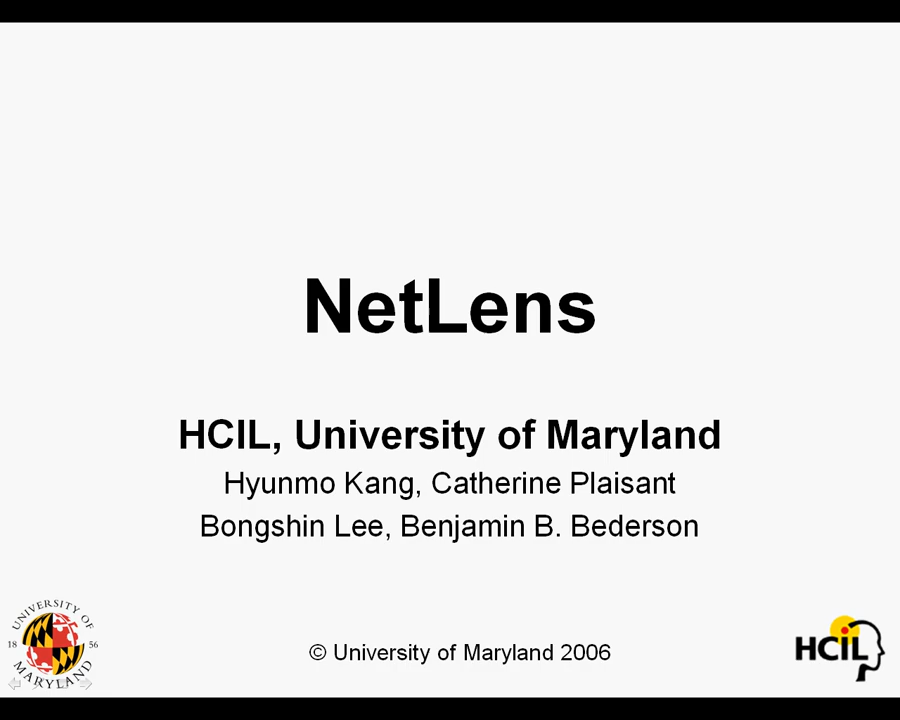 NetLens
HCIL, University of Maryland
Hyunmo Kang, Catherine Plaisant
Bongshin Lee, Benjamin B. Bederson
UNIVERSITY OF
18 56
MARYLAND
© University of Maryland 2006
HCIL